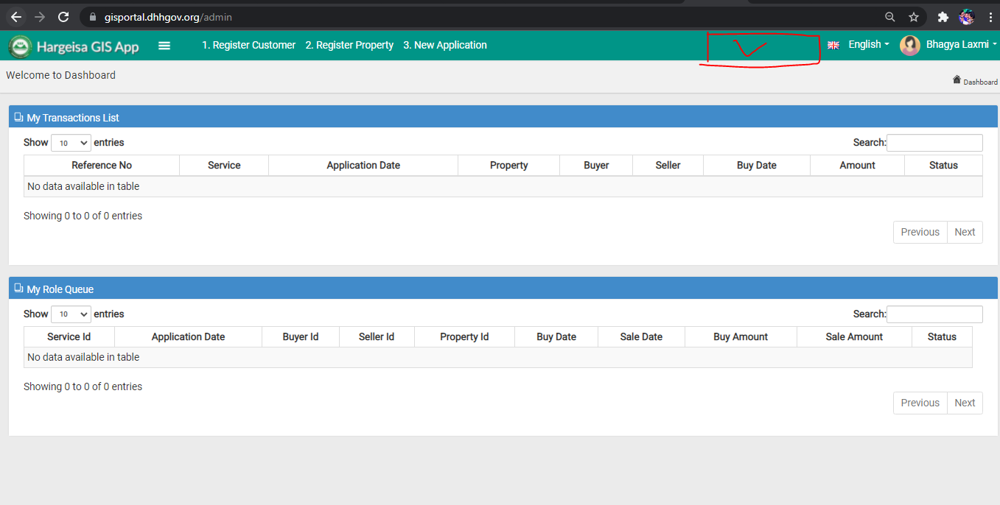 gisportal.dhhgov.org/admin
Hargeisa GIS App 1. Register Customer 2. Register Property 3. New Application English Bhagya Laxmi
Welcome to Dashboard
Dashboard
My Transactions List
Show 10 entries Search:
Reference No Service Application Date Property Buyer Seller Buy Date Amount Status
No data available in table
Showing 0 to 0 of 0 entries
Previous Next
My Role Queue
Show 10 entries Search:
Service Id Application Date Buyer Id Seller Id Property Id Buy Date Sale Date Buy Amount Sale Amount Status
No data available in table
Showing 0 to 0 of 0 entries
Previous Next